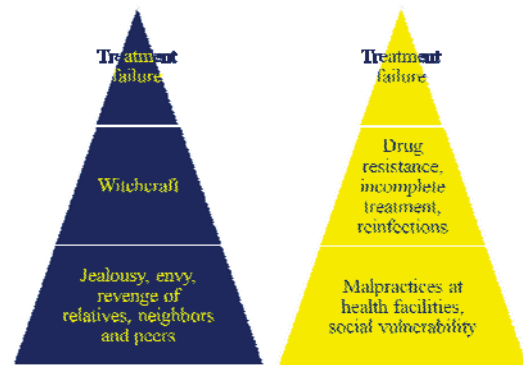 Treatment
failure
Witchcraft
Jealousy, envy,
revenge of
relatives, neighbors
and peers
Treatment
failure
Drug
resistance,
incomplete
treatment,
reinfections
Malpractices at
health facilities,
social vulnerability